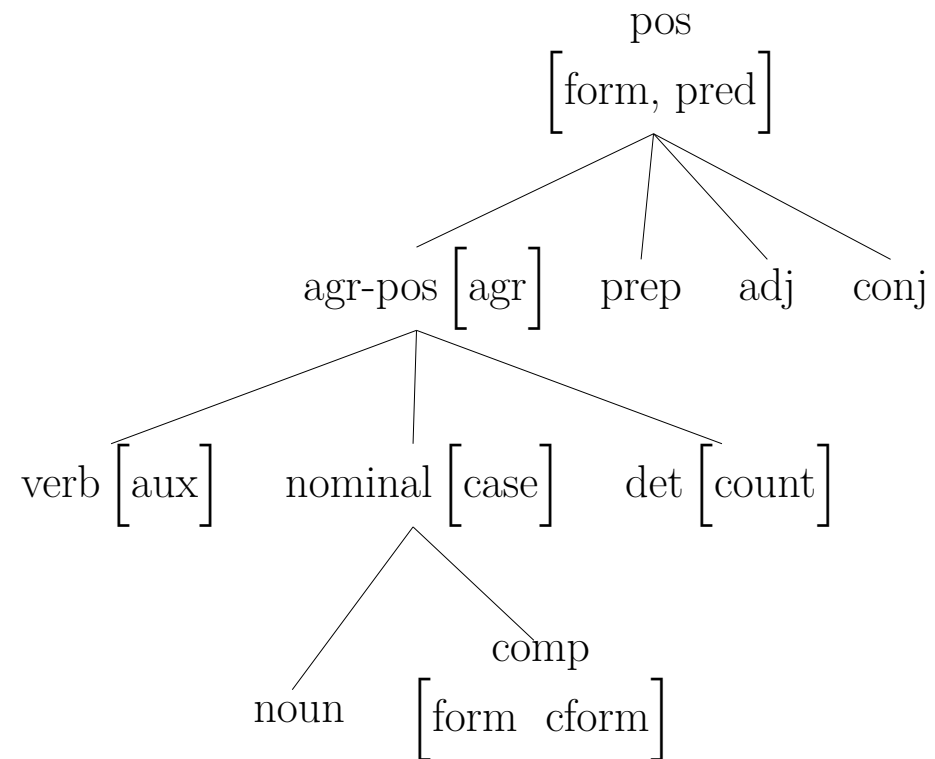 pos
[form, pred]
agr-pos [agr] prep adj conj
verb [aux] nominal [case] det [count]
comp
noun [form cform]